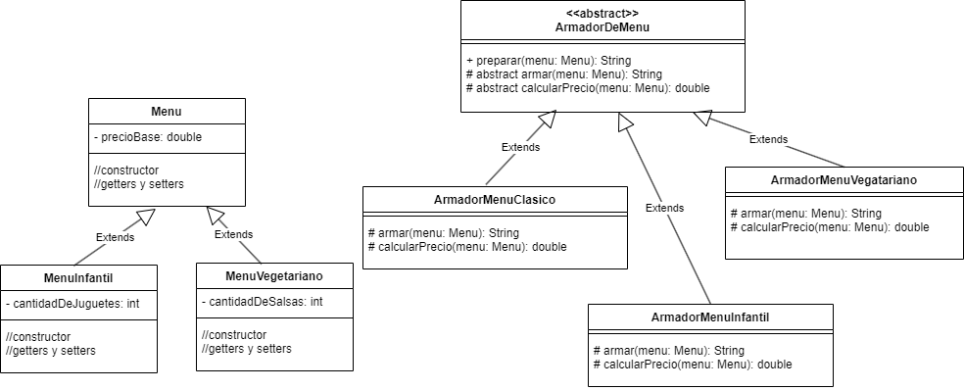 <<abstract>>
ArmadorDeMenu
+ preparar(menu: Menu): String
# abstract armar(menu: Menu): String
# abstract calcularPrecio(menu: Menu): double
Menu
- precioBase: double
//constructor
//getters y setters
Extends
Extends
MenuInfantil
- cantidadDeJuguetes: int
//constructor
//getters y setters
MenuVegetariano
- cantidadDeSalsas: int
//constructor
//getters y setters
Extends
Extends
Extends
ArmadorMenuClasico
# armar(menu: Menu): String
# calcularPrecio(menu: Menu): double
ArmadorMenuVegatariano
# armar(menu: Menu): String
# calcularPrecio(menu: Menu): double
ArmadorMenuInfantil
# armar(menu: Menu): String
# calcularPrecio(menu: Menu): double